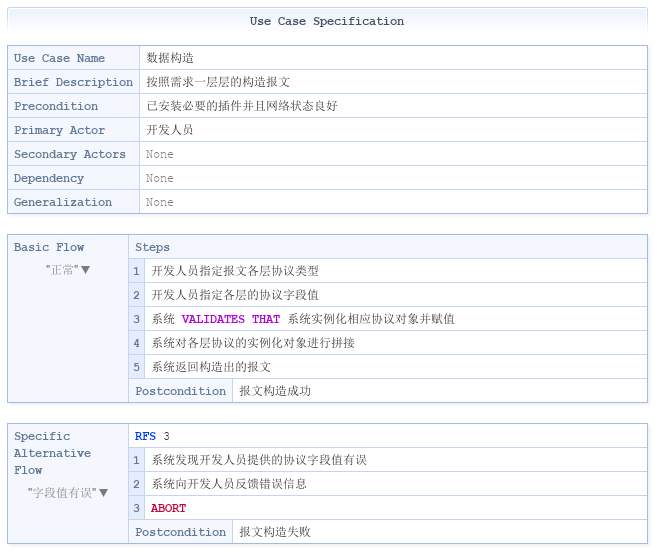 Use Case Specification
Use Case Name 数据构造
Brief Description 按照需求一层层的构造报文
Precondition 已安装必要的插件并且网络状态良好
Primary Actor 开发人员
Secondary Actors None
Dependency None
Generalization None
Basic Flow Steps
"正常" ▼
1 开发人员指定报文各层协议类型
2 开发人员指定各层的协议字段值
3 系统 VALIDATES THAT 系统实例化相应协议对象并赋值
4 系统对各层协议的实例化对象进行拼接
5 系统返回构造出的报文
Postcondition 报文构造成功
Specific Alternative Flow
"字段值有误" ▼
RFS 3
1 系统发现开发人员提供的协议字段值有误
2 系统向开发人员反馈错误信息
3 ABORT
Postcondition 报文构造失败